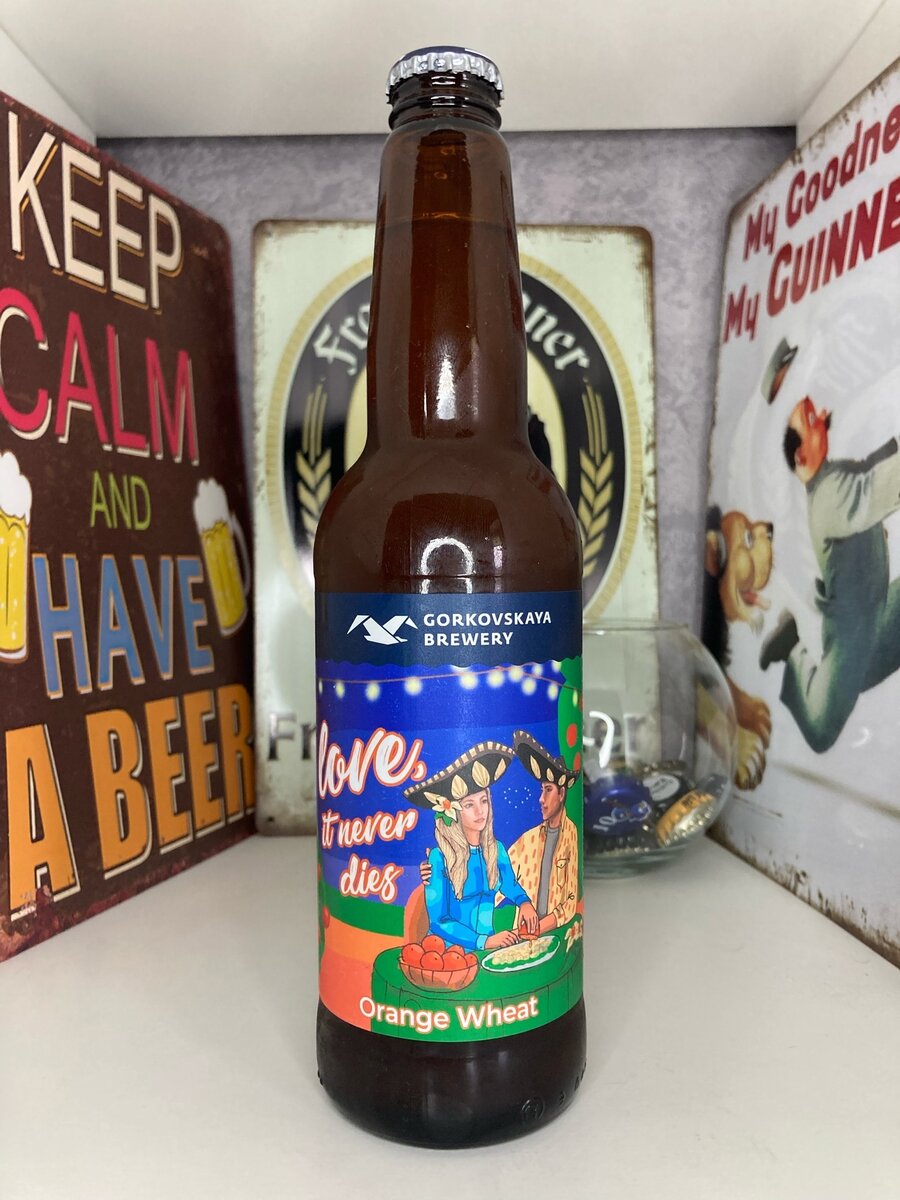 KEEP
CALM
AND
HAVE
A BEER
My Goodne
My GUINNE
GORKOVSKAYA
BREWERY
love,
it never
dies
Orange Wheat